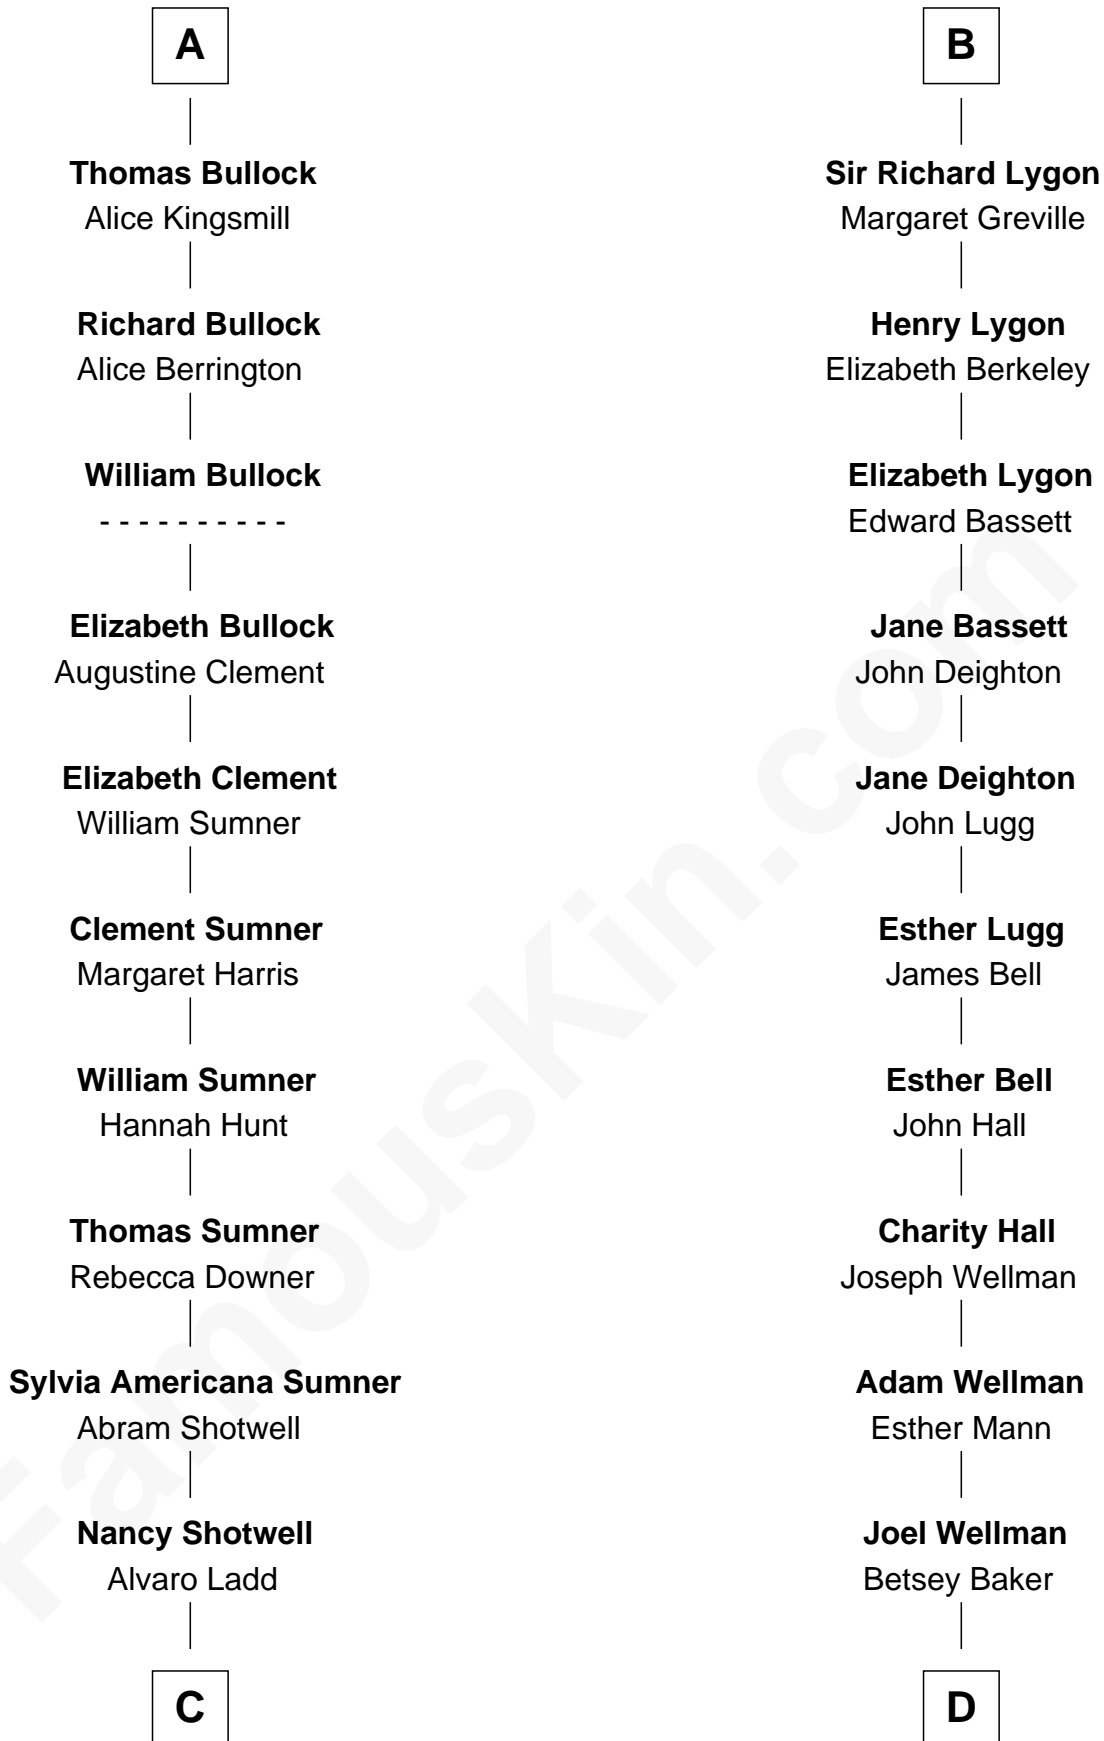 A
Thomas Bullock
Alice Kingsmill
Richard Bullock
Alice Berrington
William Bullock
- - - - - - - - - -
Elizabeth Bullock
Augustine Clement
Elizabeth Clement
William Sumner
Clement Sumner
Margaret Harris
William Sumner
Hannah Hunt
Thomas Sumner
Rebecca Downer
Sylvia Americana Sumner
Abram Shotwell
Nancy Shotwell
Alvaro Ladd
C
B
Sir Richard Lygon
Margaret Greville
Henry Lygon
Elizabeth Berkeley
Elizabeth Lygon
Edward Bassett
Jane Bassett
John Deighton
Jane Deighton
John Lugg
Esther Lugg
James Bell
Esther Bell
John Hall
Charity Hall
Joseph Wellman
Adam Wellman
Esther Mann
Joel Wellman
Betsey Baker
D
FamousKin.com